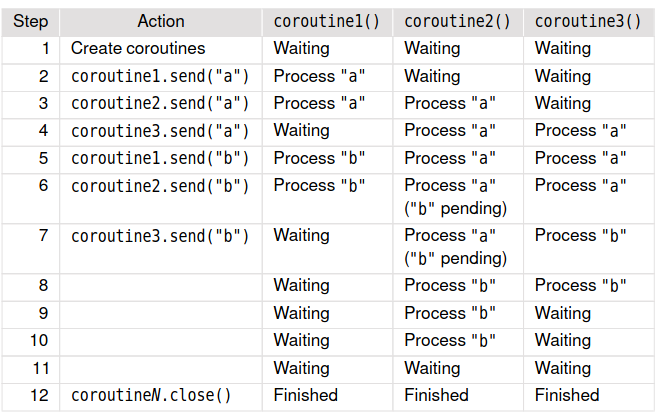 Step Action coroutine1() coroutine2() coroutine3()
1 Create coroutines Waiting Waiting Waiting
2 coroutine1.send("a") Process "a" Waiting Waiting
3 coroutine2.send("a") Process "a" Process "a" Waiting
4 coroutine3.send("a") Waiting Process "a" Process "a"
5 coroutine1.send("b") Process "b" Process "a" Process "a"
6 coroutine2.send("b") Process "b" Process "a" Process "a"
("b" pending)
7 coroutine3.send("b") Waiting Process "a" Process "b"
("b" pending)
8 Waiting Process "b" Process "b"
9 Waiting Process "b" Waiting
10 Waiting Process "b" Waiting
11 Waiting Waiting Waiting
12 coroutineN.close() Finished Finished Finished